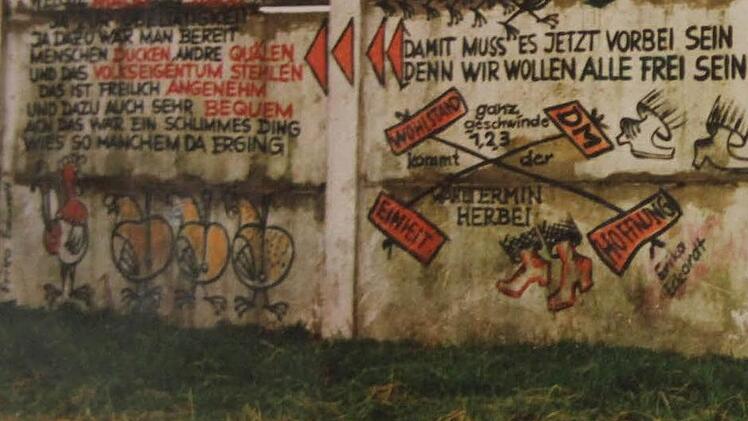 JA DAZU WAR MAN BEREIT
MENSCHEN DUCKEN, ANDRE QUÄLEN
UND DAS VOLKSEIGENTUM STEHLEN
DAS IST FREILICH ANGENEHM
UND DAZU AUCH SEHR BEQUEM
ACH DAS WAR EIN SCHLIMMES DING
WIES SO MANCHEM DA ERGING
DAMIT MUSS ES JETZT VORBEI SEIN
DENN WIR WOLLEN ALLE FREI SEIN
WOHLSTAND
ganz
geschwinde
1, 2, 3
DM
kommt der
WAHLTERMIN
HERBEI
EINHEIT
HOFFNUNG
Erika